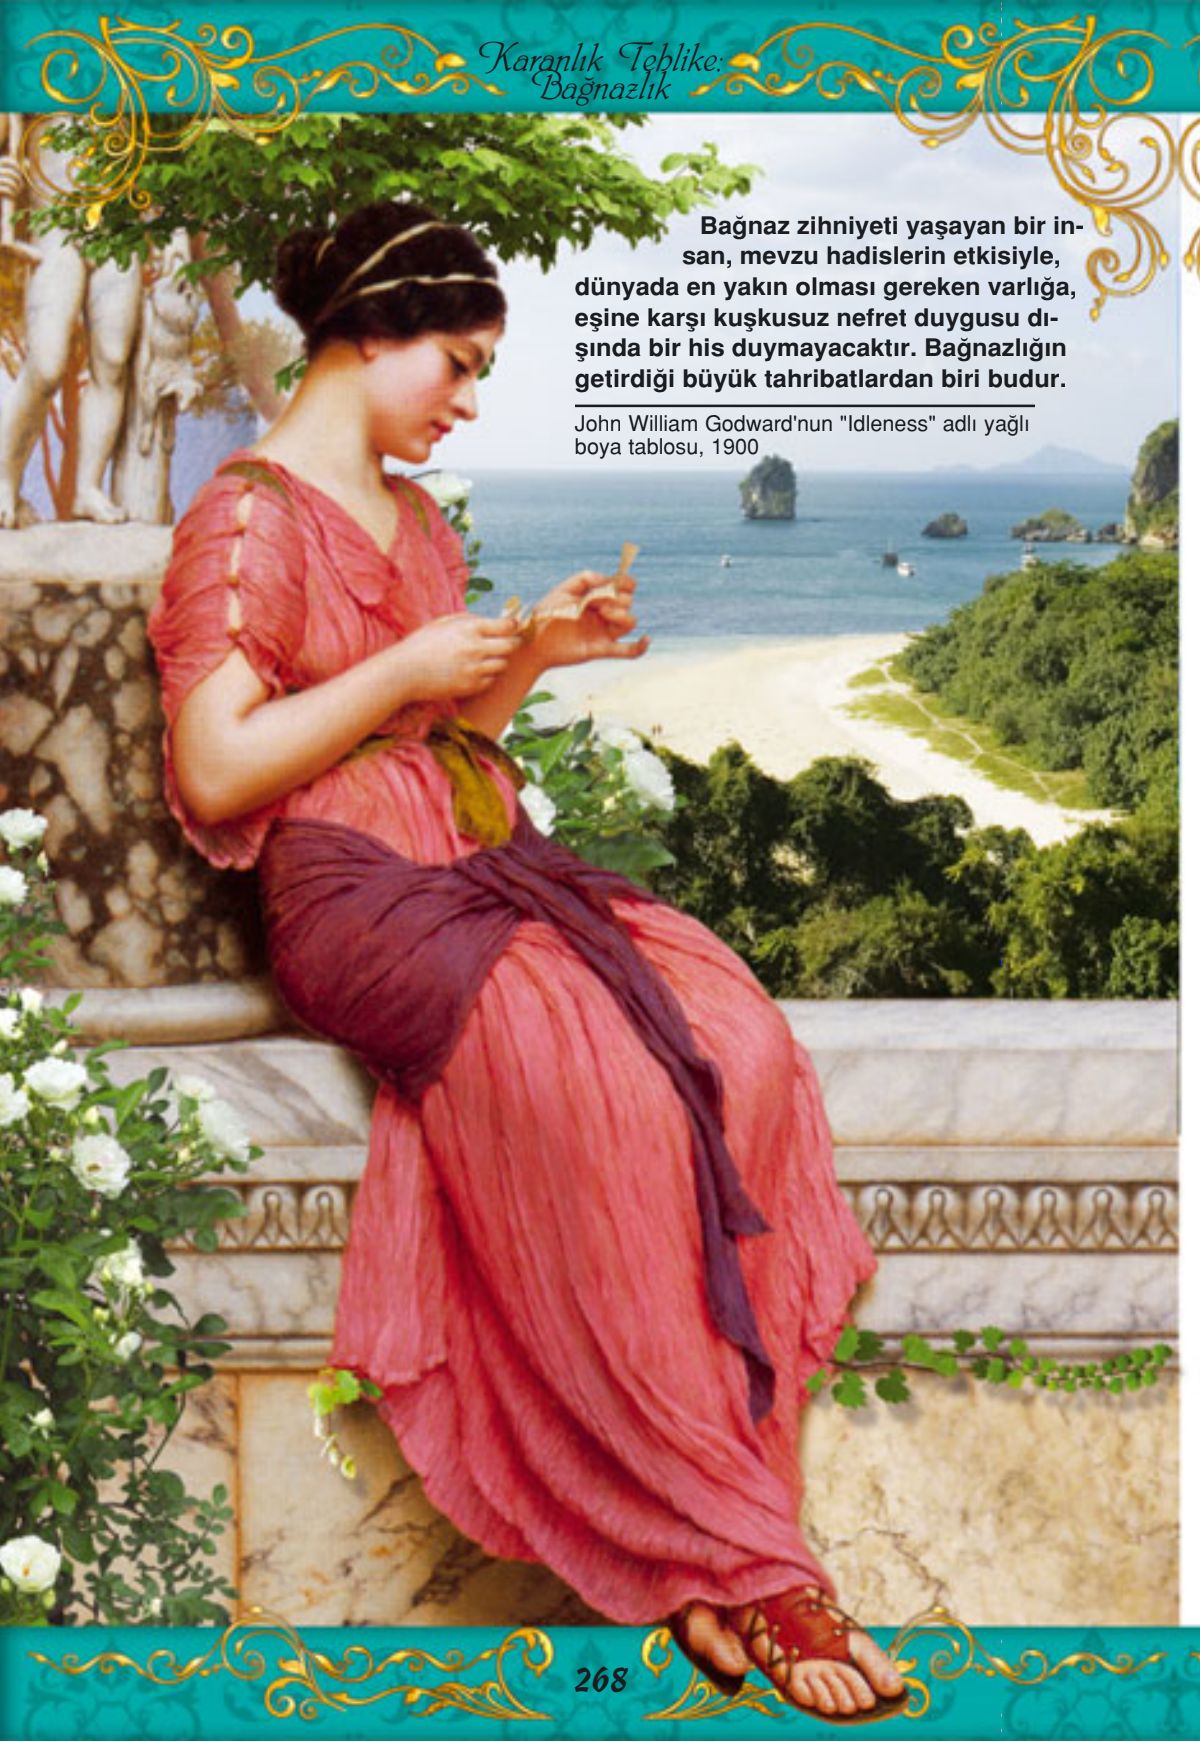 Karanlık Tehlike:
Bağnazlık
Bağnaz zihniyeti yaşayan bir in-
san, mevzu hadislerin etkisiyle,
dünyada en yakın olması gereken varlığa,
eşine karşı kuşkusuz nefret duygusu dı-
şında bir his duymayacaktır. Bağnazlığın
getirdiği büyük tahribatlardan biri budur.
John William Godward'nun "Idleness" adlı yağlı
boya tablosu, 1900
268